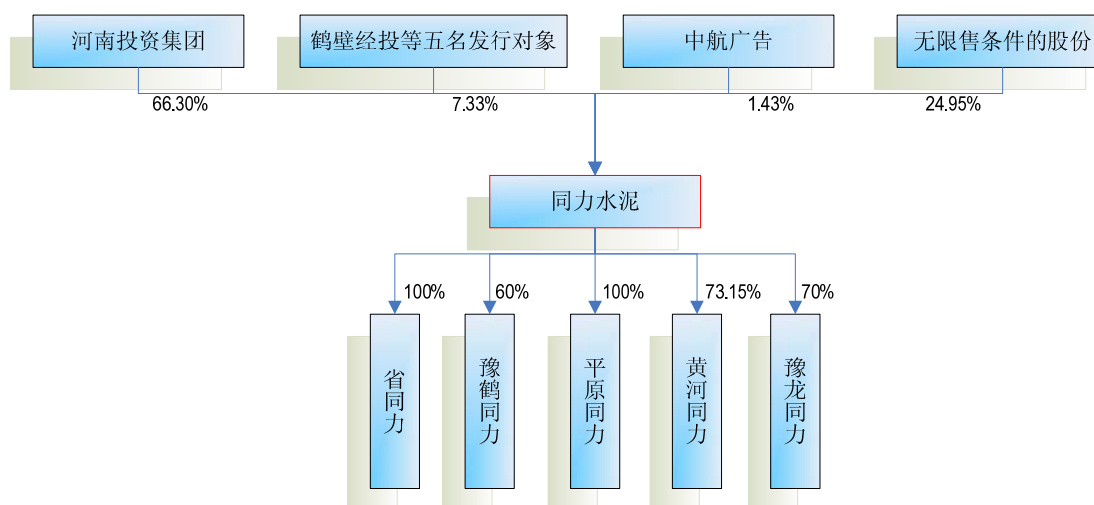 河南投资集团
鹤壁经投等五名发行对象
中航广告
无限售条件的股份
66.30%
7.33%
1.43%
24.95%
同力水泥
100%
60%
100%
73.15%
70%
省同力
豫鹤同力
平原同力
黄河同力
豫龙同力